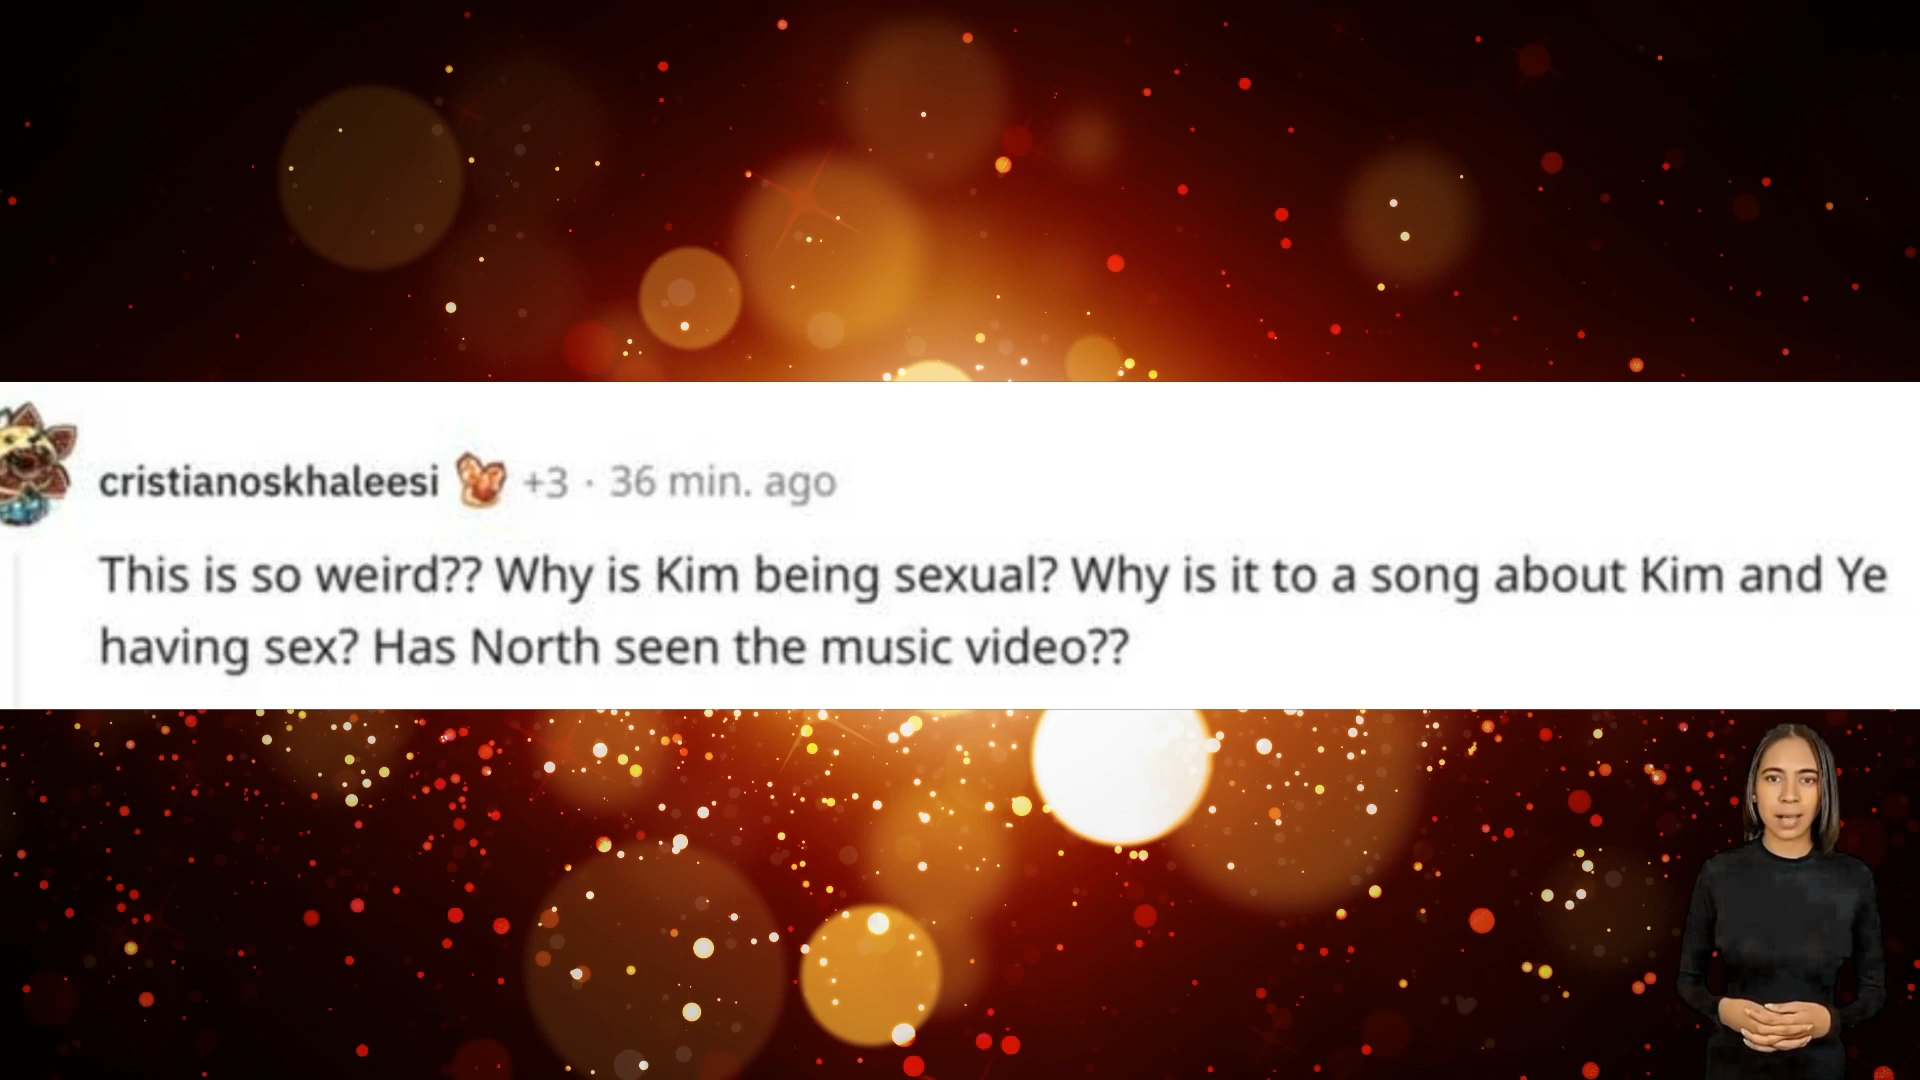 cristianoskhaleesi +3 · 36 min. ago
This is so weird?? Why is Kim being sexual? Why is it to a song about Kim and Ye
having sex? Has North seen the music video??